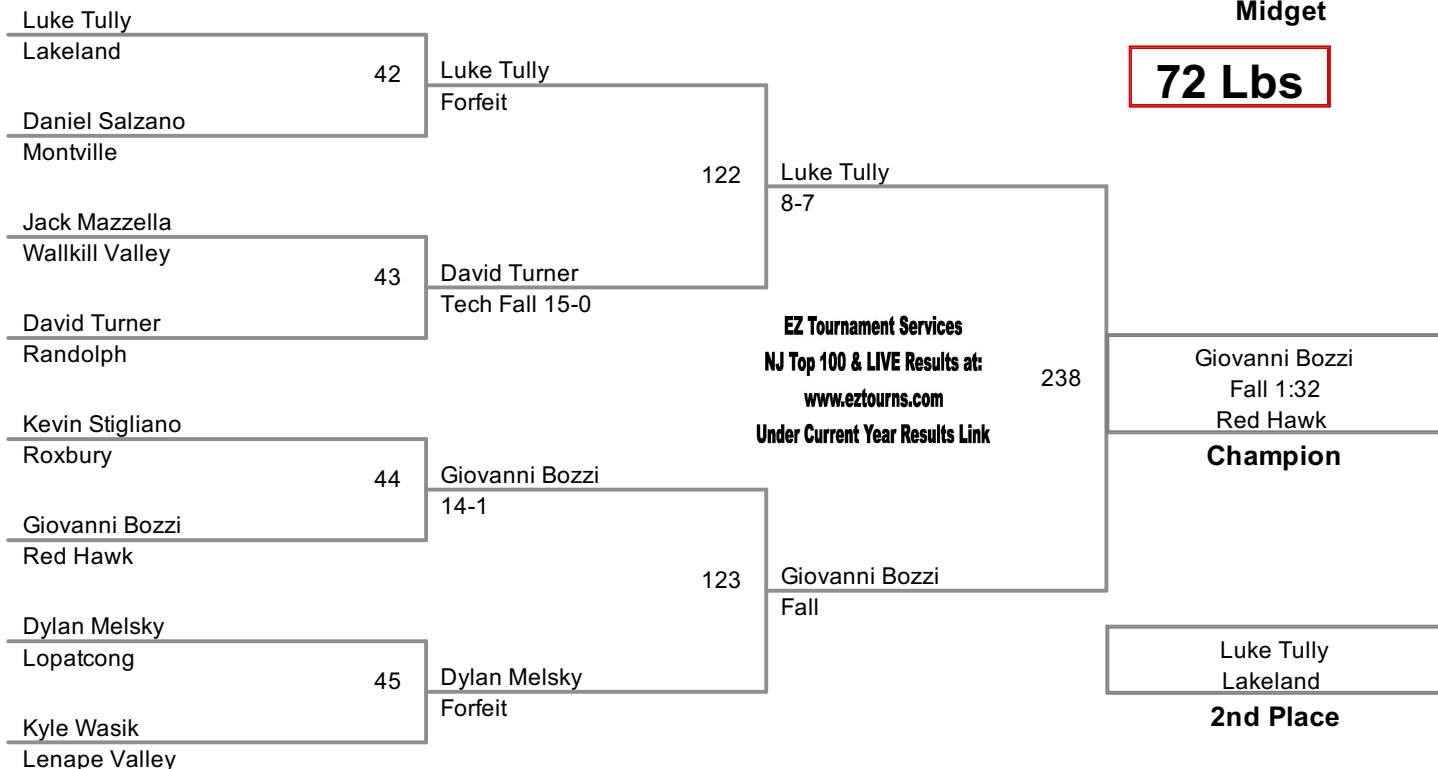 Midget
72 Lbs
Luke Tully
Lakeland
42
Daniel Salzano
Montville
Jack Mazzella
Wallkill Valley
43
David Turner
Randolph
Kevin Stigliano
Roxbury
44
Giovanni Bozzi
Red Hawk
Dylan Melsky
Lopatcong
45
Kyle Wasik
Lenape Valley
Luke Tully
Forfeit
122
David Turner
Tech Fall 15-0
Giovanni Bozzi
14-1
123
Dylan Melsky
Forfeit
Luke Tully
8-7
EZ Tournament Services
NJ Top 100 & LIVE Results at:
www.eztourns.com
Under Current Year Results Link
238
Giovanni Bozzi
Fall
Giovanni Bozzi
Fall 1:32
Red Hawk
Champion
Luke Tully
Lakeland
2nd Place